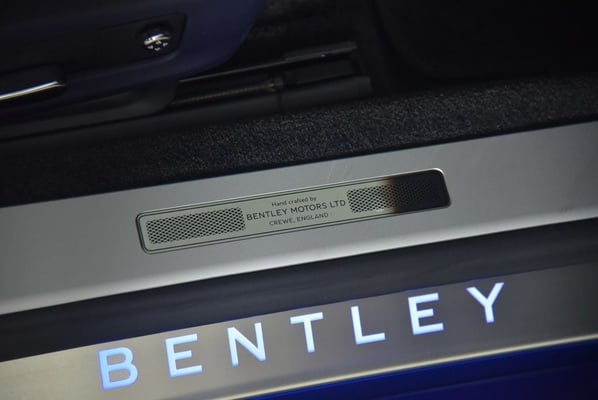 Hand crafted by
BENTLEY MOTORS LTD
CREWE, ENGLAND
BENTLEY